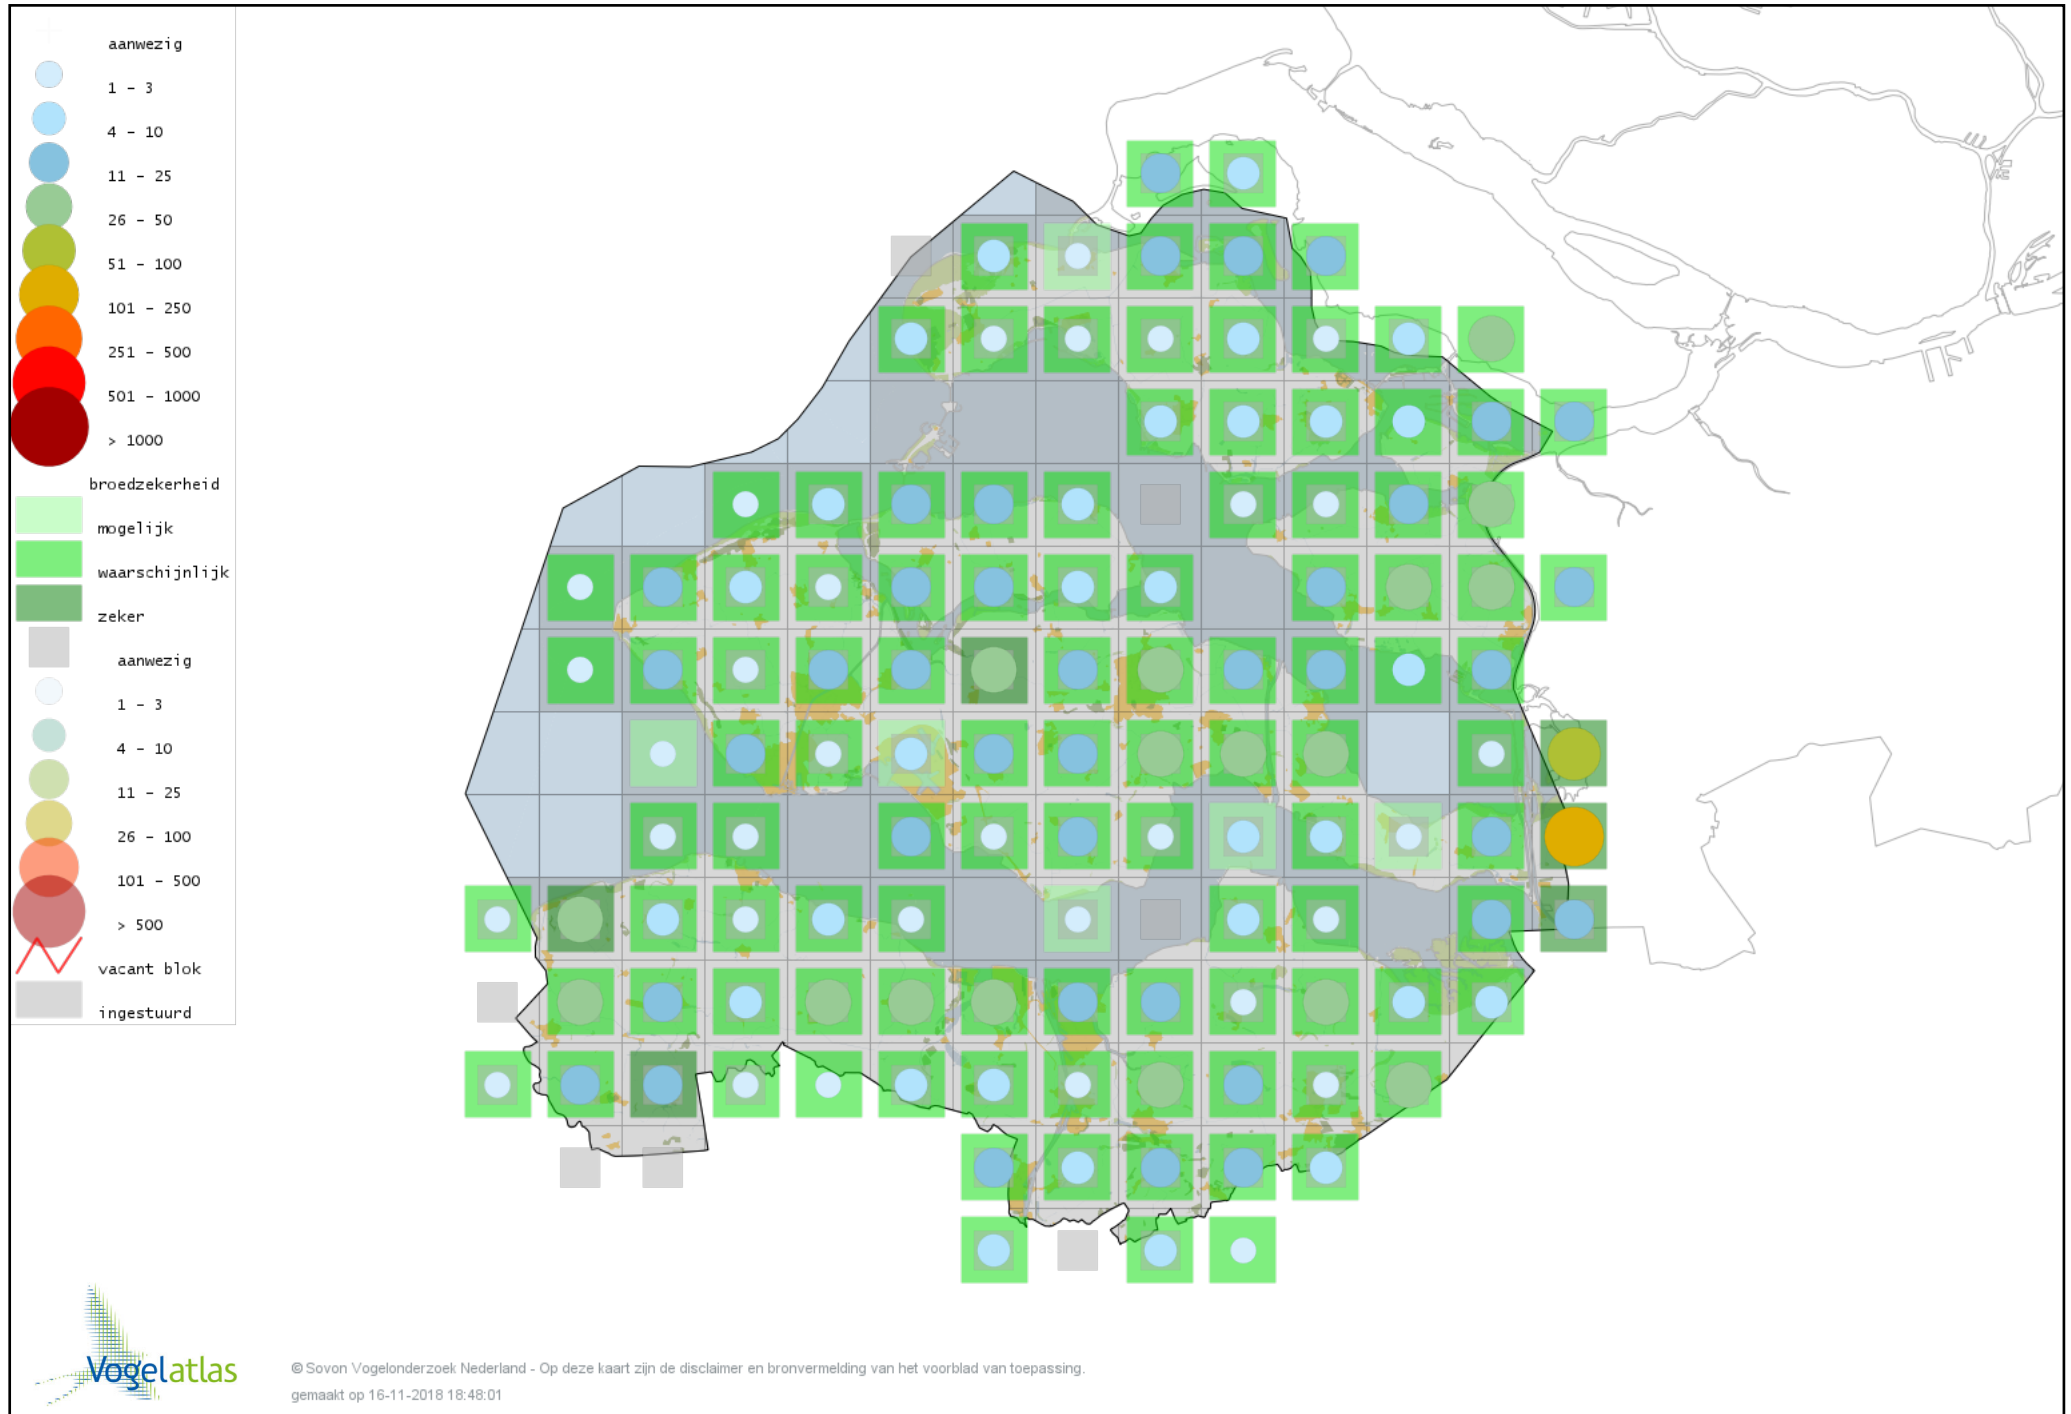 aanwezig
1 - 3
4 - 10
11 - 25
26 - 50
51 - 100
101 - 250
251 - 500
501 - 1000
> 1000
broedzekerheid
mogelijk
waarschijnlijk
zeker
aanwezig
1 - 3
4 - 10
11 - 25
26 - 100
101 - 500
> 500
vacant blok
ingestuurd
Vogelatlas
© Sovon Vogelonderzoek Nederland - Op deze kaart zijn de disclaimer en bronvermelding van het voorblad van toepassing.
gemaakt op 16-11-2018 18:48:01